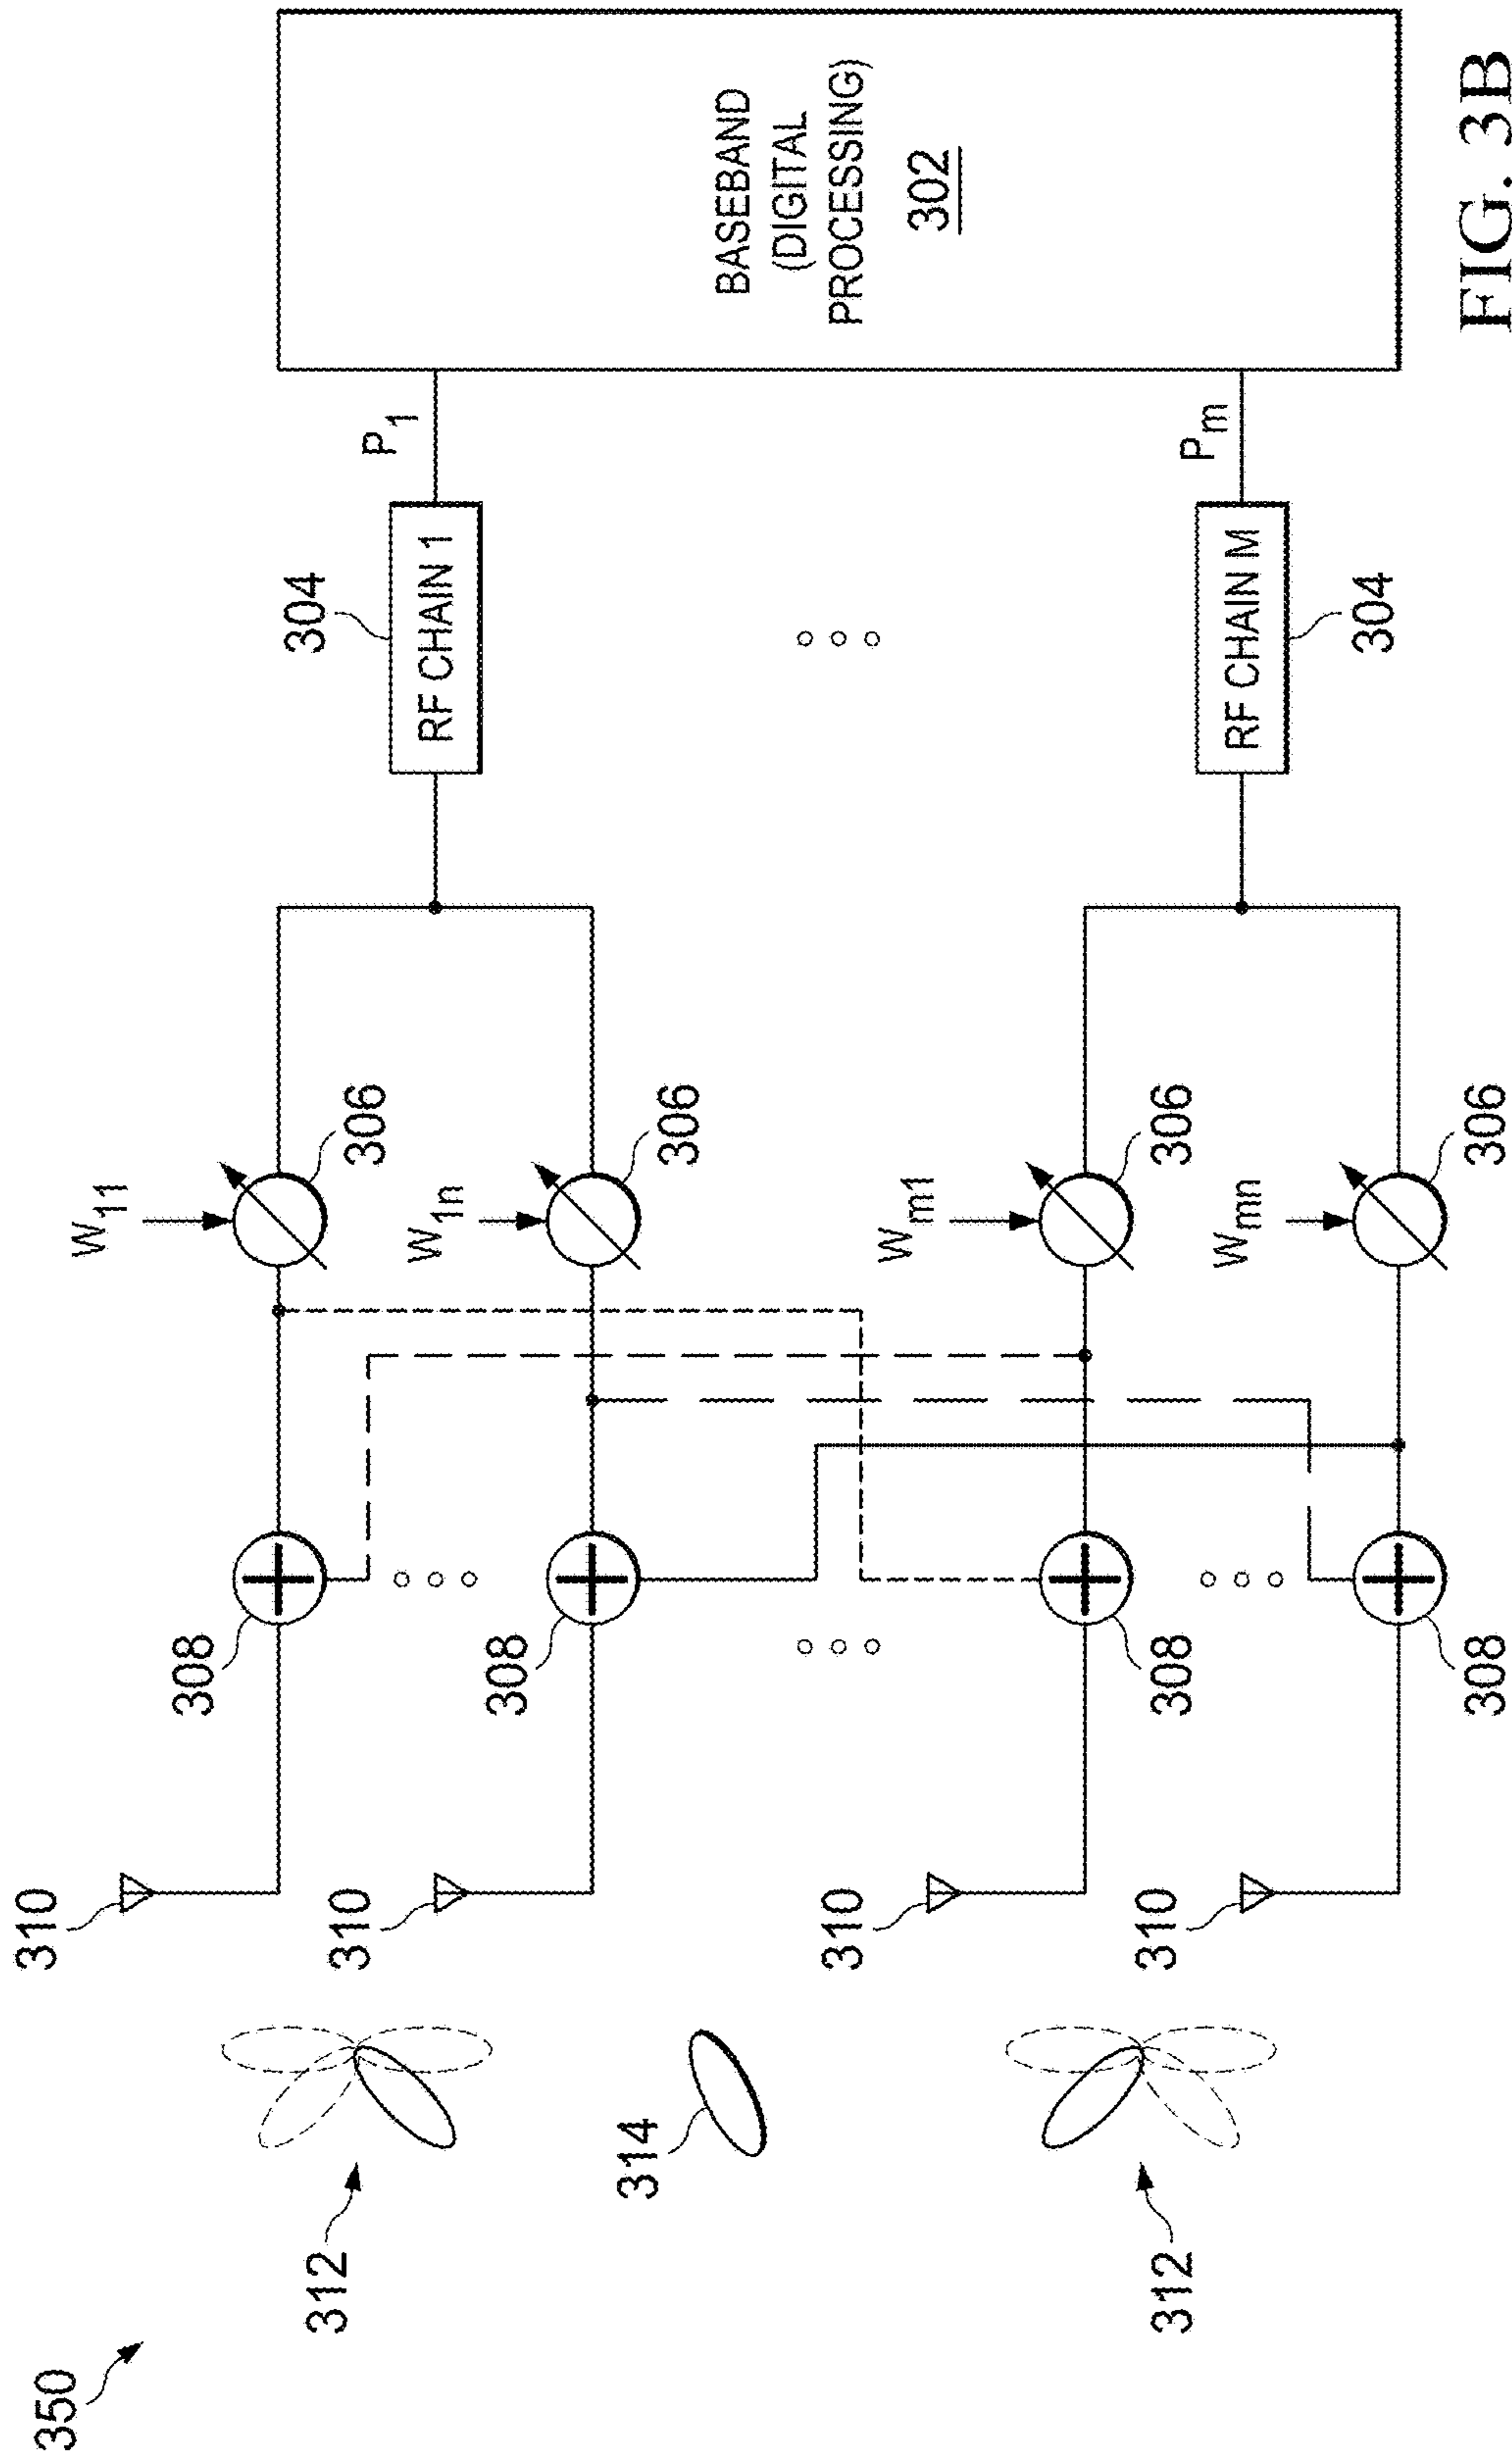 350
312
314
312
310
310
310
310
308
308
308
308
W11
W1n
Wm1
Wmn
306
306
306
306
304
RF CHAIN 1
RF CHAIN M
304
P1
Pm
BASEBAND
(DIGITAL
PROCESSING)
302
FIG. 3B